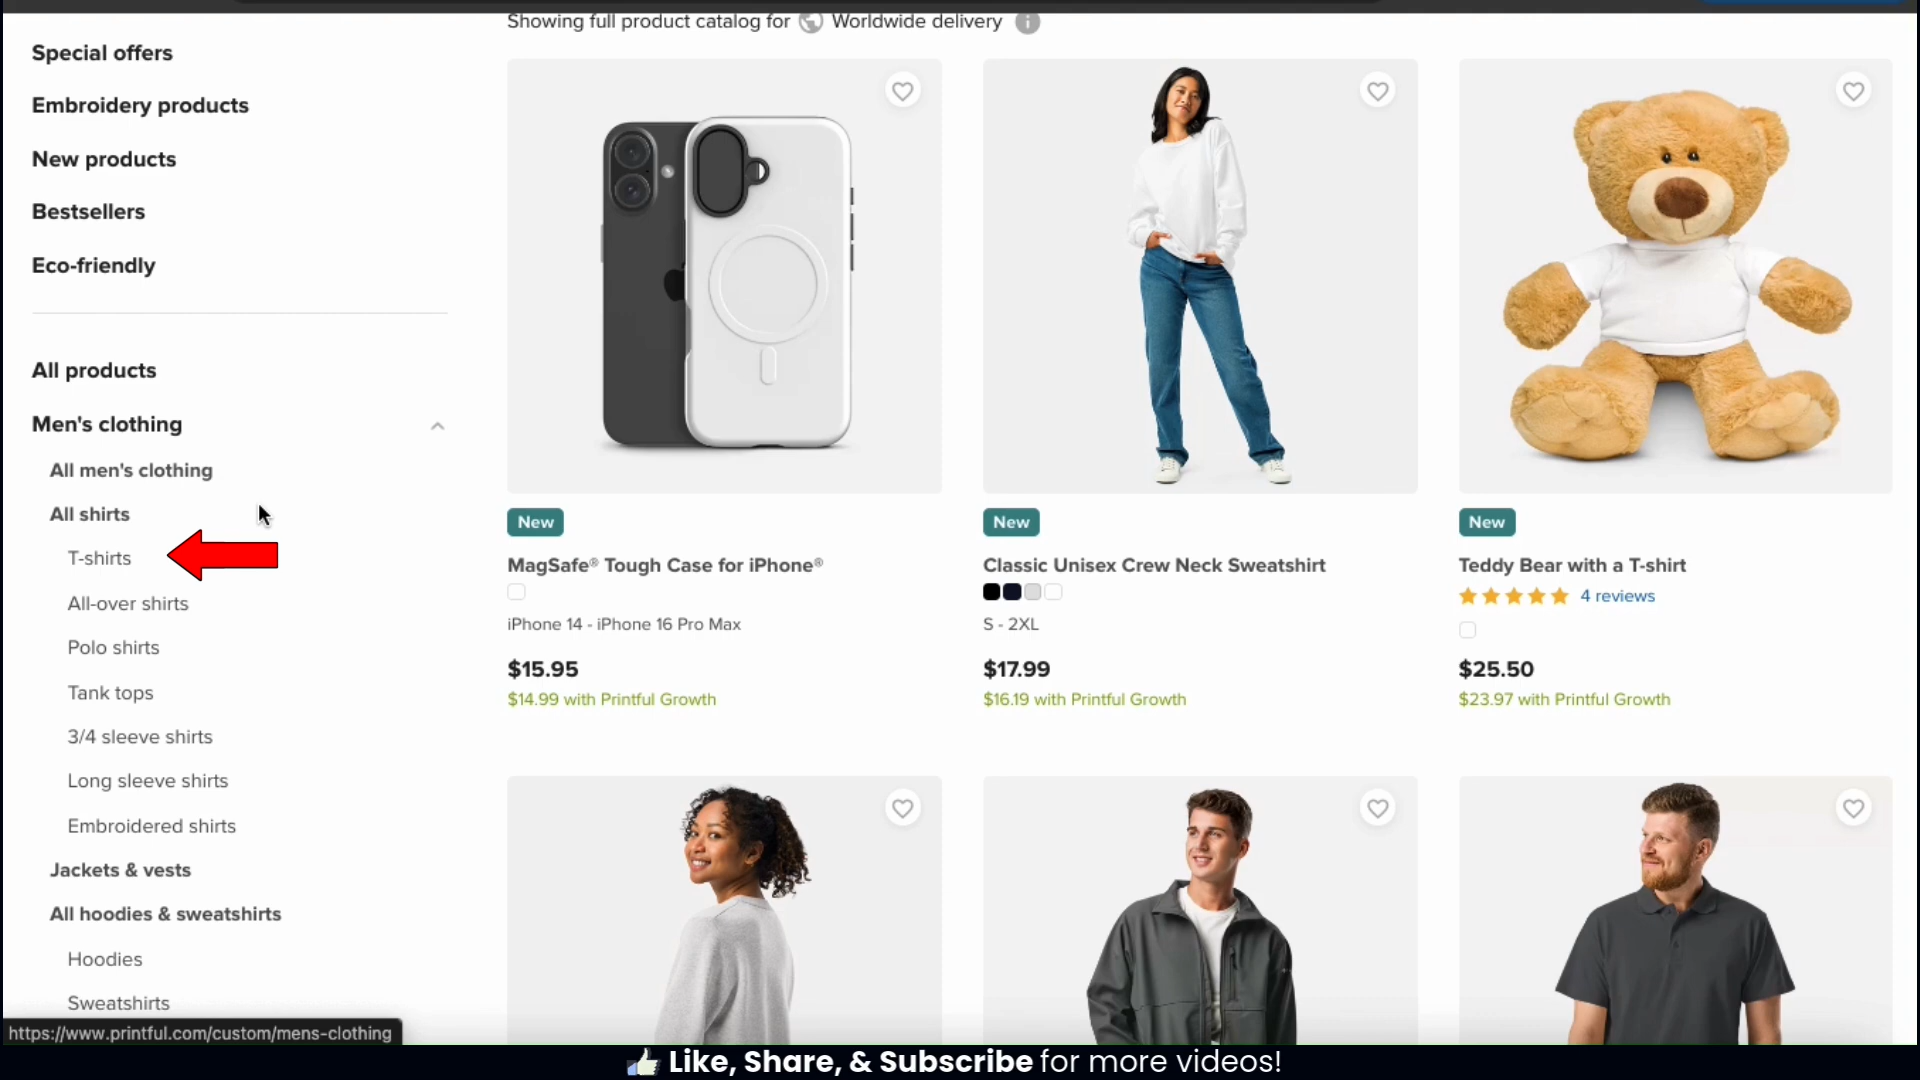 Showing full product catalog for Worldwide delivery
Special offers
Embroidery products
New products
Bestsellers
Eco-friendly
All products
Men's clothing
All men's clothing
All shirts
T-shirts
All-over shirts
Polo shirts
Tank tops
3/4 sleeve shirts
Long sleeve shirts
Embroidered shirts
Jackets & vests
All hoodies & sweatshirts
Hoodies
Sweatshirts
https://www.printful.com/custom/mens-clothing
New
MagSafe® Tough Case for iPhone®
iPhone 14 - iPhone 16 Pro Max
$15.95
$14.99 with Printful Growth
New
Classic Unisex Crew Neck Sweatshirt
S - 2XL
$17.99
$16.19 with Printful Growth
New
Teddy Bear with a T-shirt
4 reviews
$25.50
$23.97 with Printful Growth
Like, Share, & Subscribe for more videos!